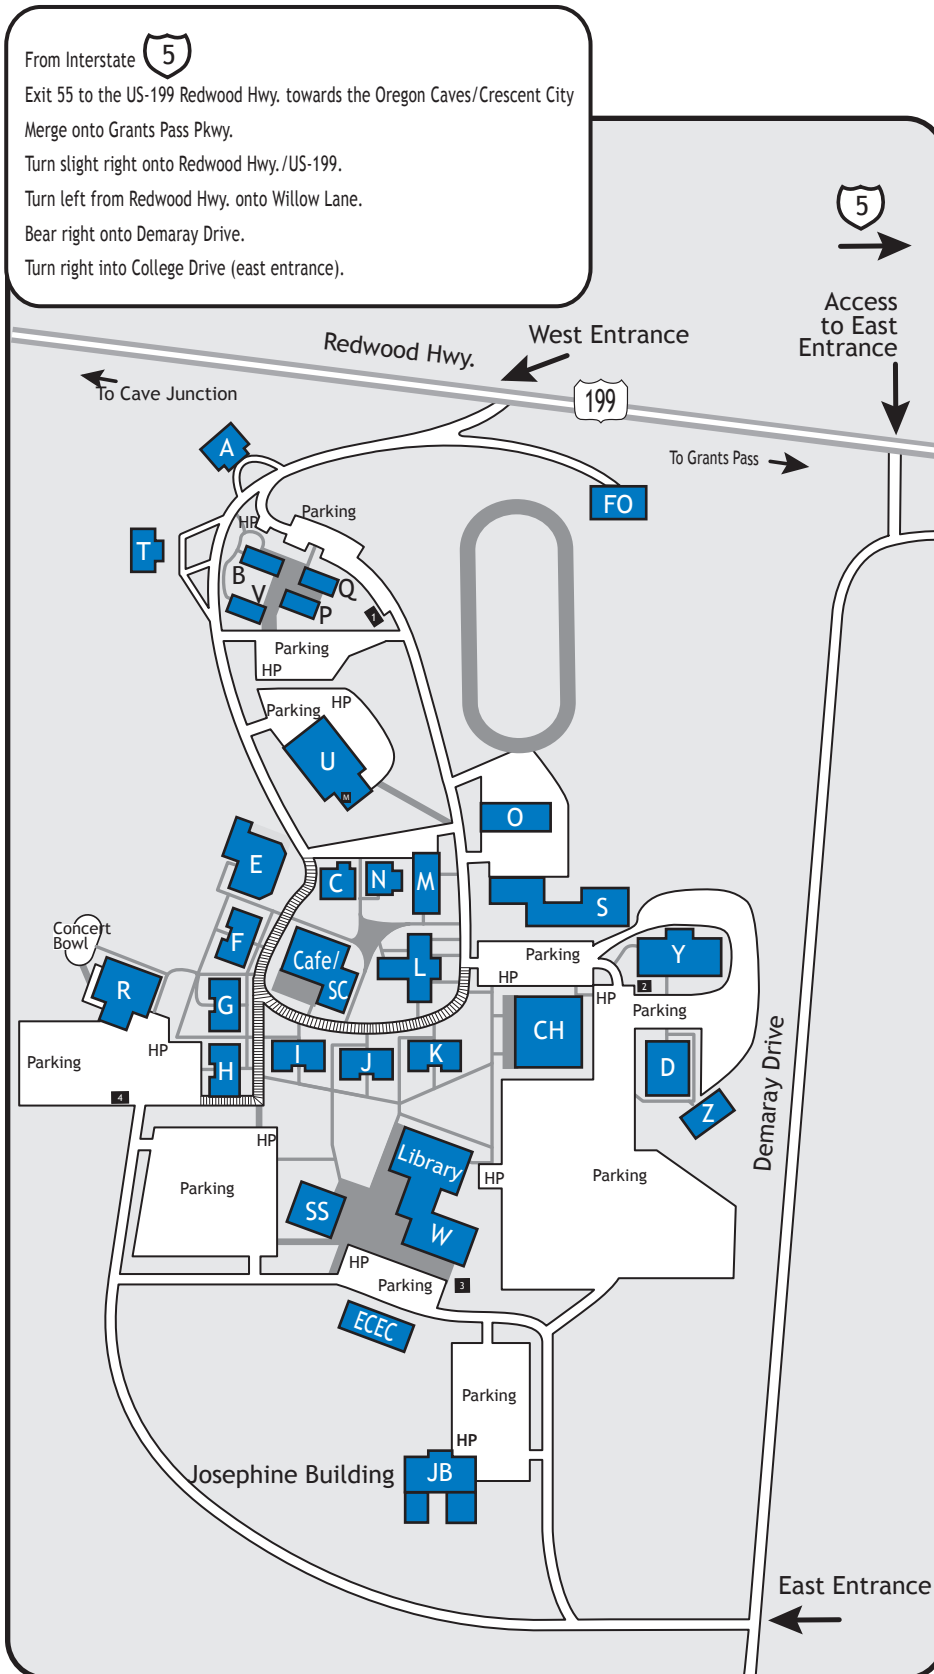 From Interstate 5
Exit 55 to the US-199 Redwood Hwy. towards the Oregon Caves/Crescent City
Merge onto Grants Pass Pkwy.
Turn slight right onto Redwood Hwy./US-199.
Turn left from Redwood Hwy. onto Willow Lane.
Bear right onto Demaray Drive.
Turn right into College Drive (east entrance).
5
Access
to East
Entrance
West Entrance
Redwood Hwy.
199
To Cave Junction
To Grants Pass
A
FO
Parking
HP
T
B
Q
V
P
1
Parking
HP
HP
Parking
U
M
O
E
C
N
M
S
Concert
Bowl
F
Cafe/
SC
L
Parking
HP
Y
2
HP
Parking
R
G
CH
HP
Parking
I
J
K
D
H
4
Z
Demaray Drive
HP
Parking
Library
HP
Parking
SS
W
HP
Parking
3
ECEC
Parking
HP
Josephine Building
JB
East Entrance